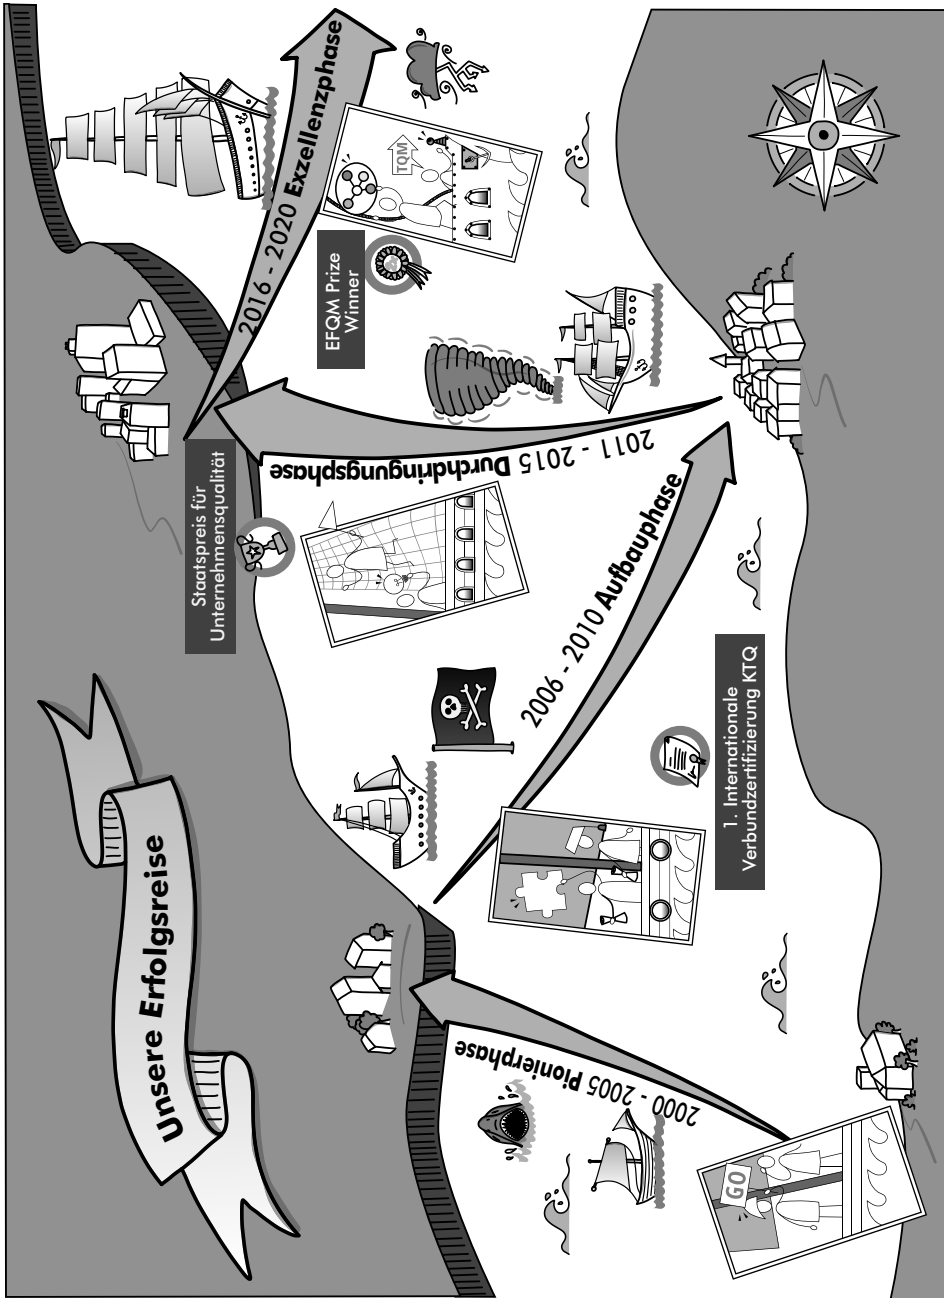 Unsere Erfolgsreise
GO
2000 - 2005 Pionierphase
2006 - 2010 Aufbauphase
1. Internationale
Verbundzertifizierung KTQ
2011 - 2015 Durchdringungsphase
Staatspreis für
Unternehmensqualität
2016 - 2020 Exzellenzphase
EFQM Prize
Winner
TQM